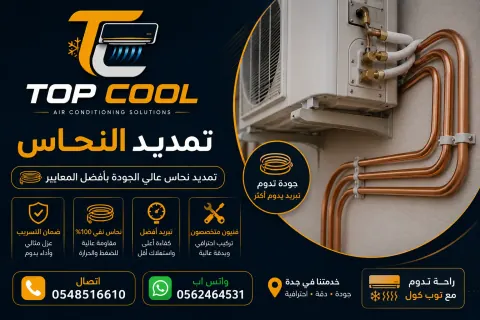 TOP COOL
AIR CONDITIONING SOLUTIONS
تمديد النحاس
تمديد نحاس عالي الجودة بأفضل المعايير
جودة تدوم
تبريد يدوم أكثر
فنيون متخصصون
تركيب احترافي
وبدقة عالية
تبريد أفضل
كفاءة أعلى
واستهلاك أقل
نحاس نقي 100%
مقاومة عالية
للضغط والحرارة
ضمان التسريب
عزل مثالي
وأداء يدوم
اتصال
0548516610
واتس اب
0562464531
خدمتنا في جدة
جودة • دقة • احترافية
راحة تدوم
مع توب كول